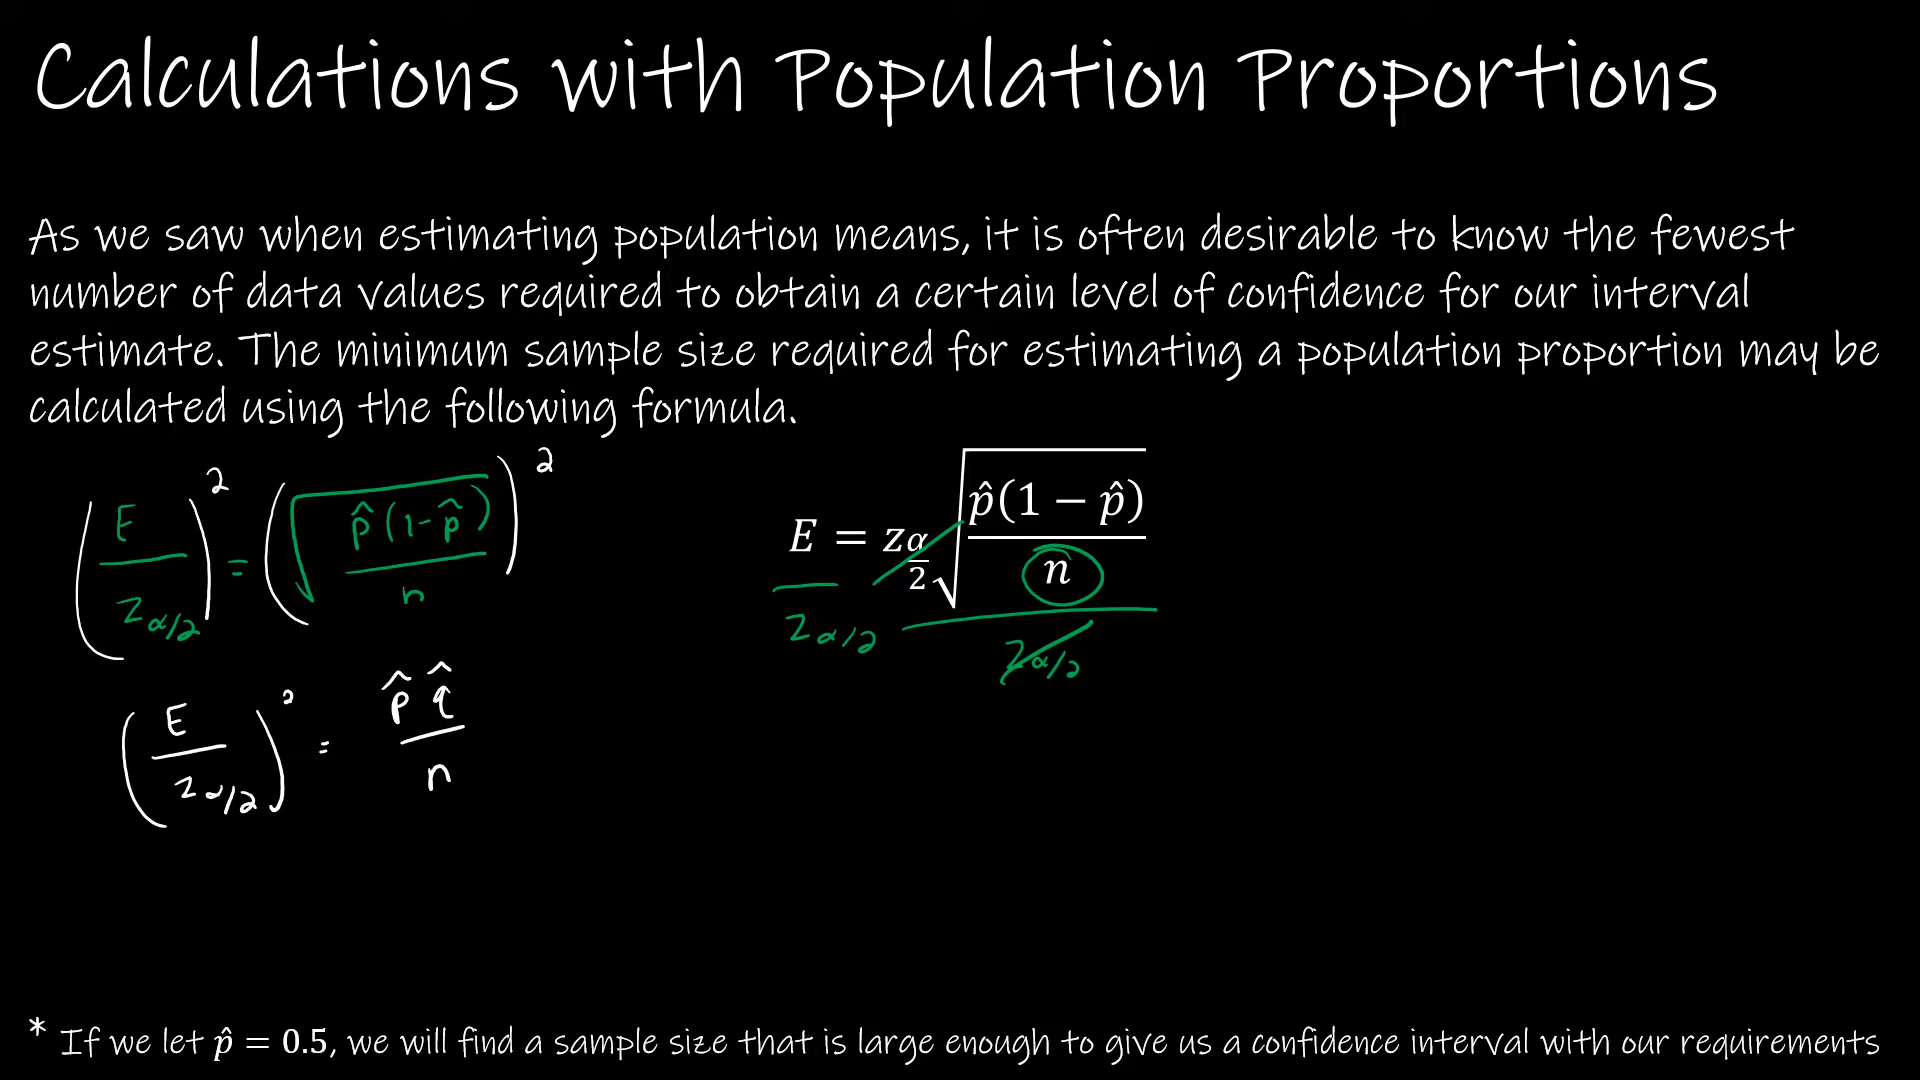 Calculations with Population Proportions
As we saw when estimating population means, it is often desirable to know the fewest
number of data values required to obtain a certain level of confidence for our interval
estimate. The minimum sample size required for estimating a population proportion may be
calculated using the following formula.
(E / z α/2)² = (√(p̂(1-p̂) / n))²
E = z α/2 √(p̂(1 − p̂) / n)
z α/2 z α/2
(E / z α/2)² = p̂ q̂ / n
* If we let p̂ = 0.5, we will find a sample size that is large enough to give us a confidence interval with our requirements